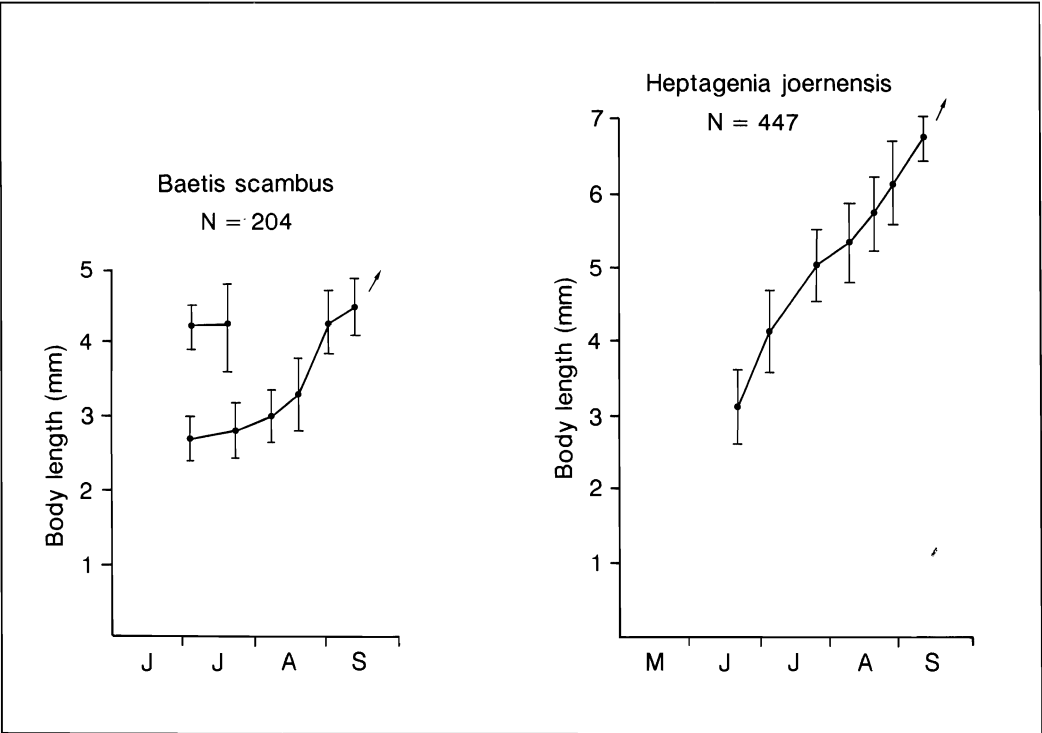 Baetis scambus
N = 204
5
4
3
2
1
Body length (mm)
J J A S
Heptagenia joernensis
N = 447
7
6
5
4
3
2
1
Body length (mm)
M J J A S